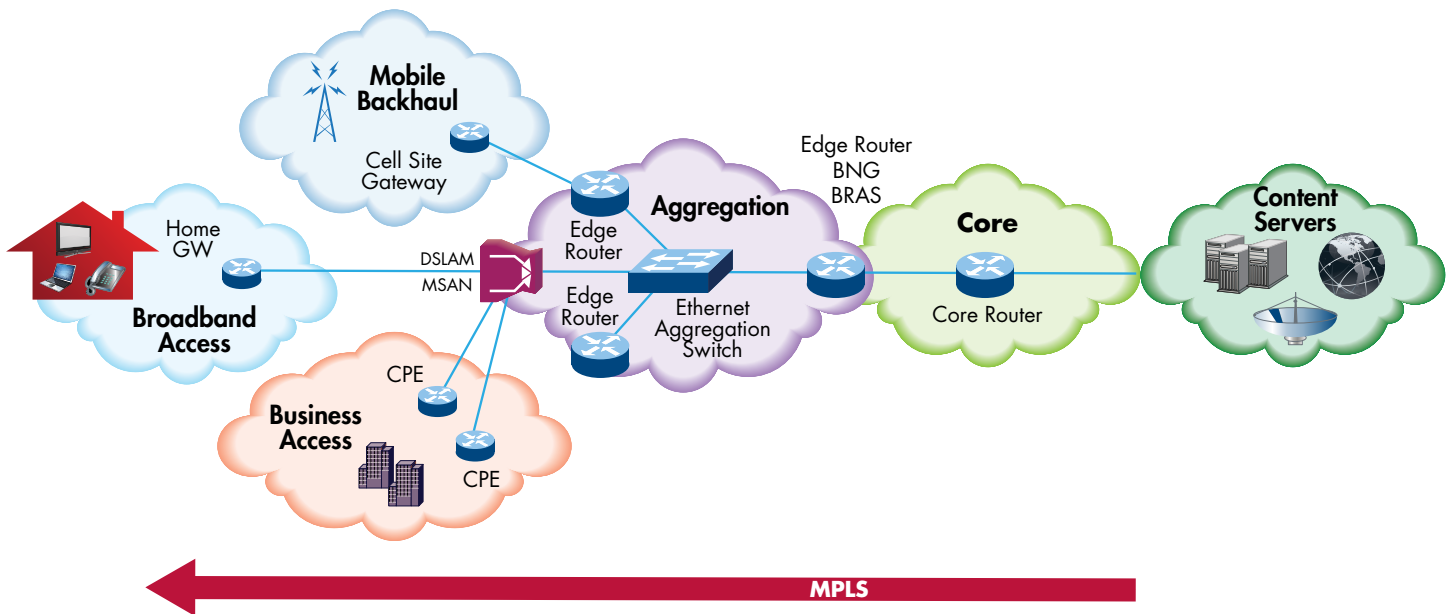 Mobile
Backhaul
Cell Site
Gateway
Home
GW
Broadband
Access
DSLAM
MSAN
CPE
Business
Access
CPE
Edge
Router
Aggregation
Edge
Router
Ethernet
Aggregation
Switch
Edge Router
BNG
BRAS
Core
Core Router
Content
Servers
MPLS